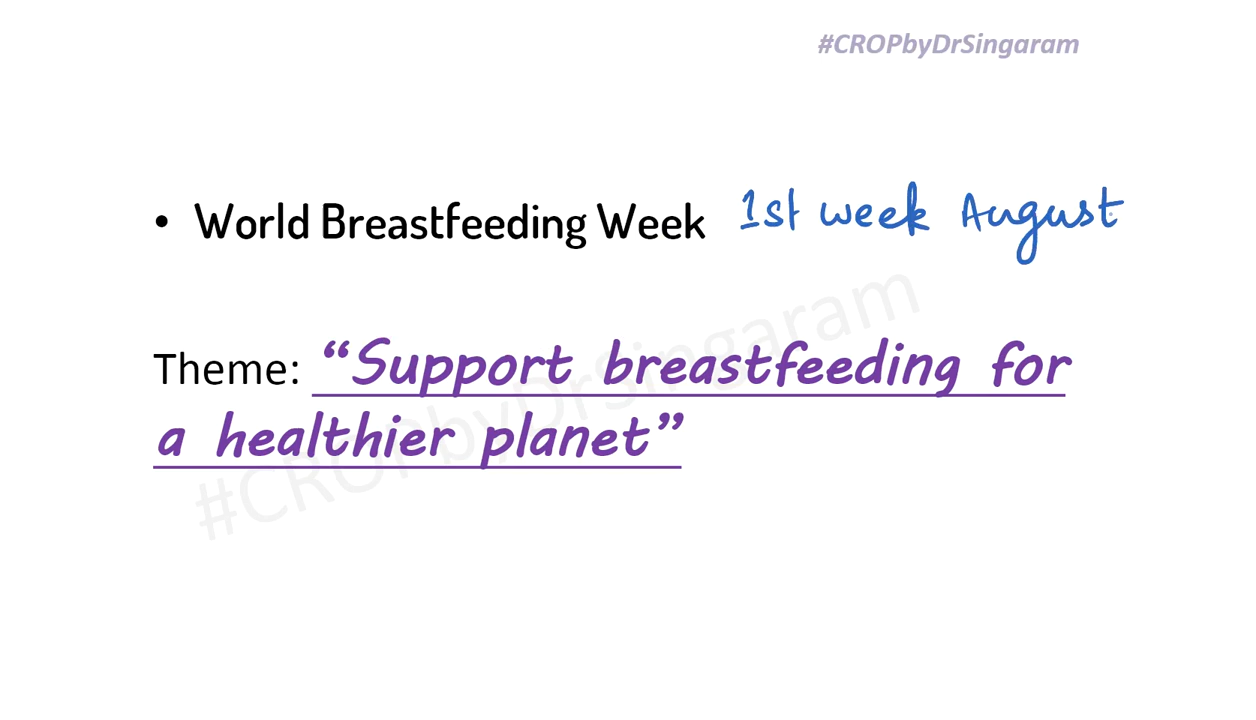 #CROPbyDrSingaram
• World Breastfeeding Week 1st week August
Theme: “Support breastfeeding for
a healthier planet”
#CROPbyDrsingaram